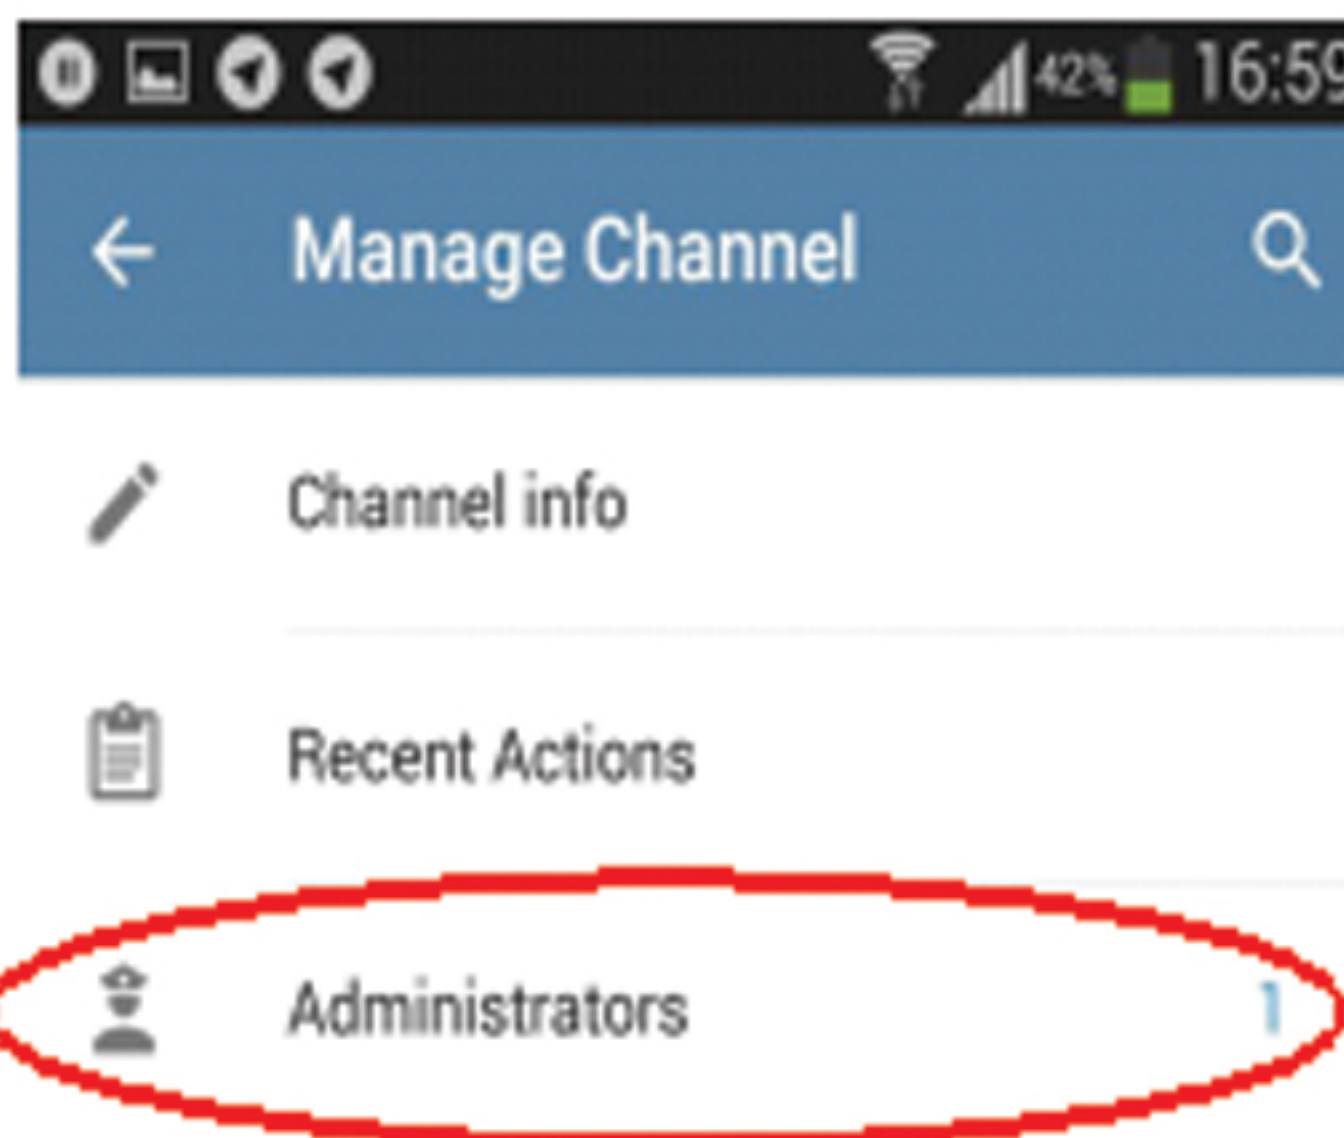 42% 16:59
Manage Channel
Channel info
Recent Actions
Administrators 1